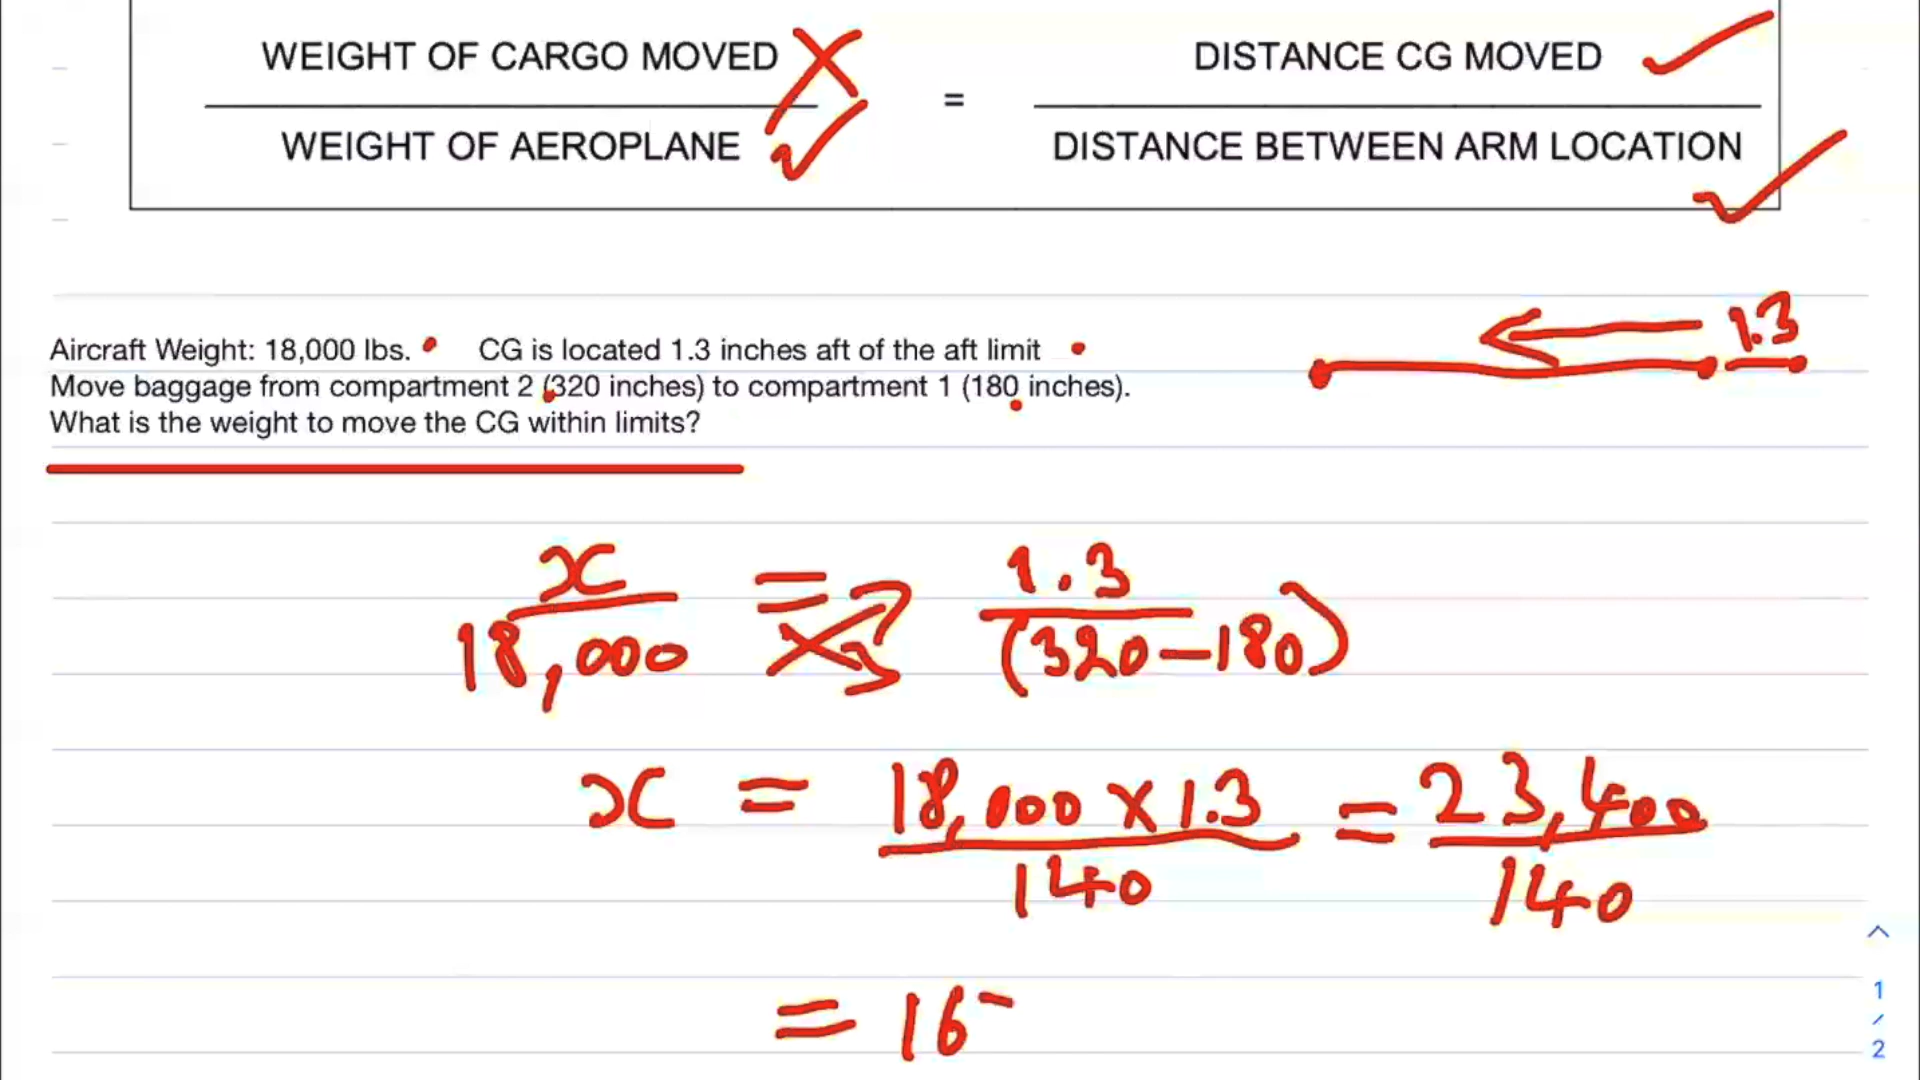 WEIGHT OF CARGO MOVED
WEIGHT OF AEROPLANE
=
DISTANCE CG MOVED
DISTANCE BETWEEN ARM LOCATION
1.3
Aircraft Weight: 18,000 lbs. CG is located 1.3 inches aft of the aft limit
Move baggage from compartment 2 (320 inches) to compartment 1 (180 inches).
What is the weight to move the CG within limits?
x = 1.3
18,000 (320-180)
x = 18,000 x 1.3 = 23,400
140 140
= 16
1
/
2